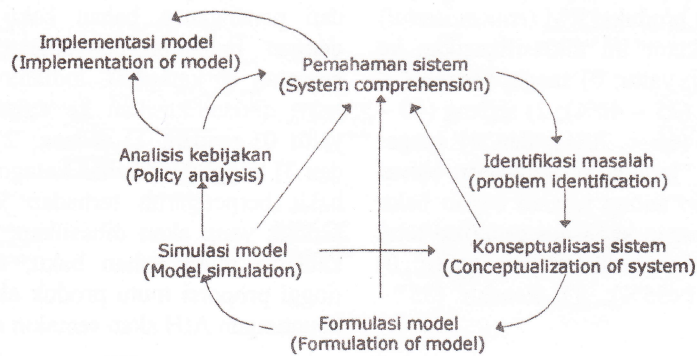 Implementasi model
(Implementation of model)
Pemahaman sistem
(System comprehension)
Analisis kebijakan
(Policy analysis)
Identifikasi masalah
(problem identification)
Simulasi model
(Model simulation)
Konseptualisasi sistem
(Conceptualization of system)
Formulasi model
(Formulation of model)